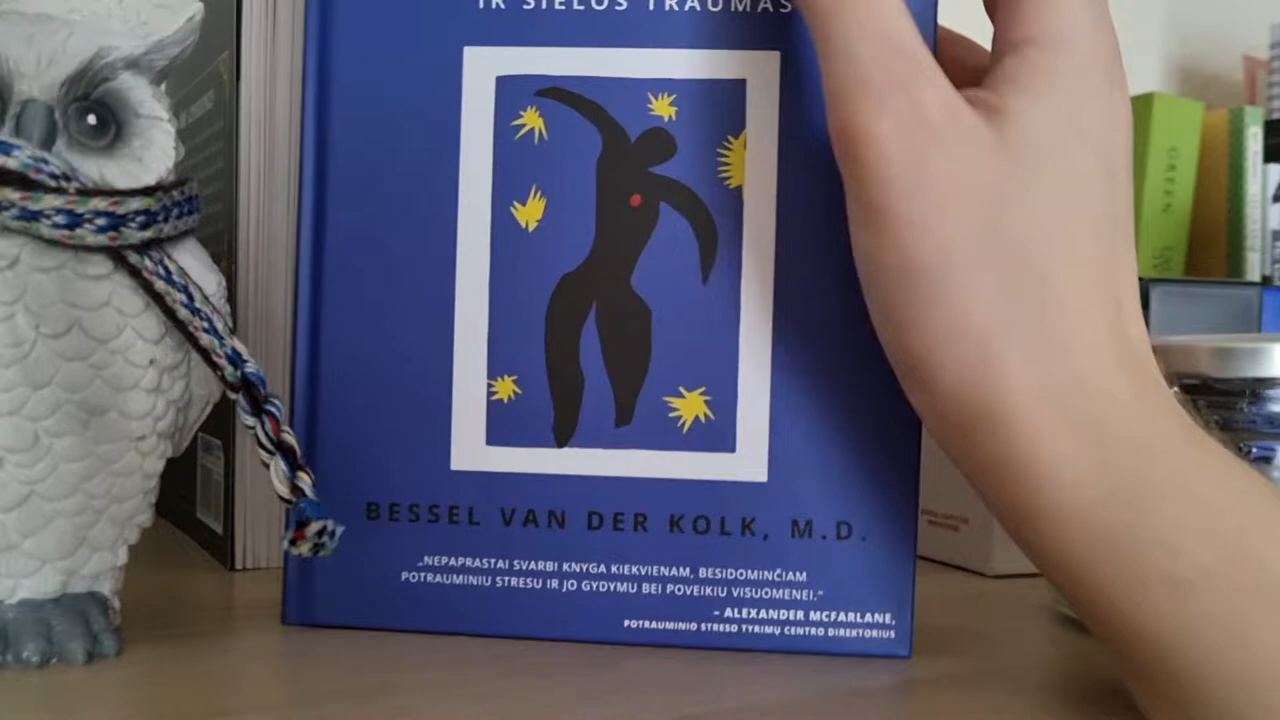 IR SIELOS TRAUMAS
BESSEL VAN DER KOLK, M.D.
„NEPAPRASTAI SVARBI KNYGA KIEKVIENAM, BESIDOMINČIAM
POTRAUMINIU STRESU IR JO GYDYMU BEI POVEIKIU VISUOMENEI.“
– ALEXANDER MCFARLANE,
POTRAUMINIO STRESO TYRIMŲ CENTRO DIREKTORIUS
GREEN